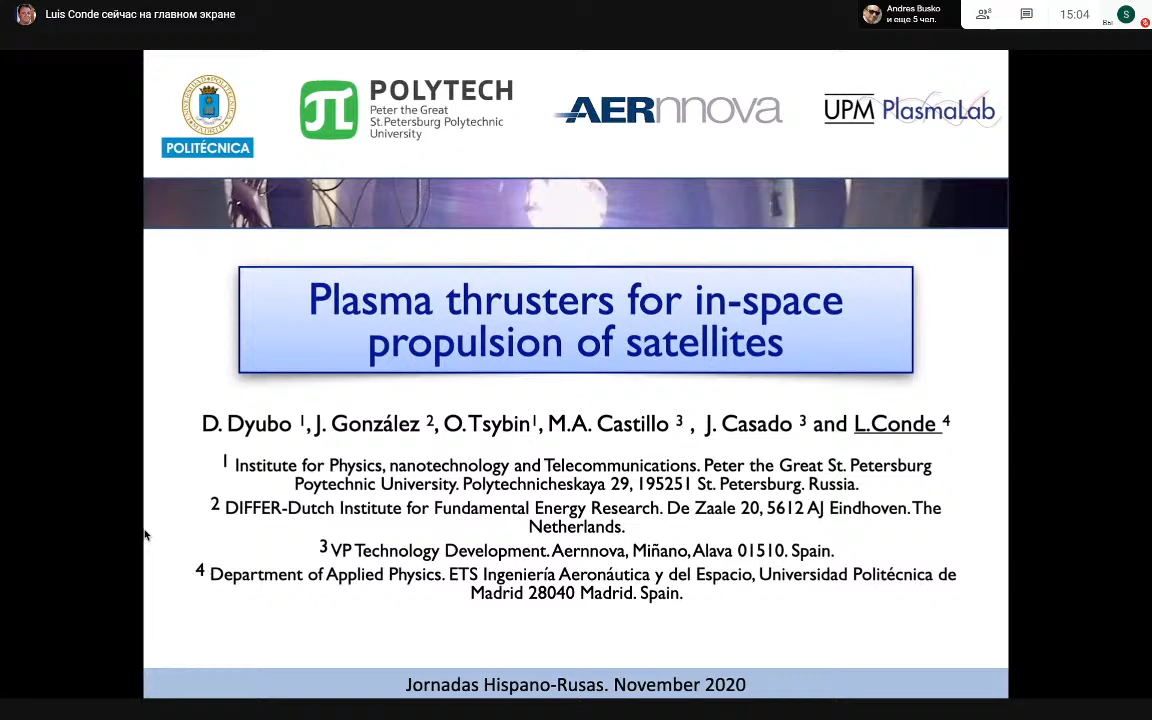 Luis Conde сейчас на главном экране
Andres Busko
и еще 5 чел.
8
15:04
Вы
S
POLITÉCNICA
POLYTECH
Peter the Great
St.Petersburg Polytechnic
University
AERnnova
UPM PlasmaLab
Plasma thrusters for in-space
propulsion of satellites
D. Dyubo 1, J. González 2, O. Tsybin1, M.A. Castillo 3 , J. Casado 3 and L.Conde 4
1 Institute for Physics, nanotechnology and Telecommunications. Peter the Great St. Petersburg
Poytechnic University. Polytechnicheskaya 29, 195251 St. Petersburg. Russia.
2 DIFFER-Dutch Institute for Fundamental Energy Research. De Zaale 20, 5612 AJ Eindhoven. The
Netherlands.
3 VP Technology Development. Aernnova, Miñano, Alava 01510. Spain.
4 Department of Applied Physics. ETS Ingeniería Aeronáutica y del Espacio, Universidad Politécnica de
Madrid 28040 Madrid. Spain.
Jornadas Hispano-Rusas. November 2020